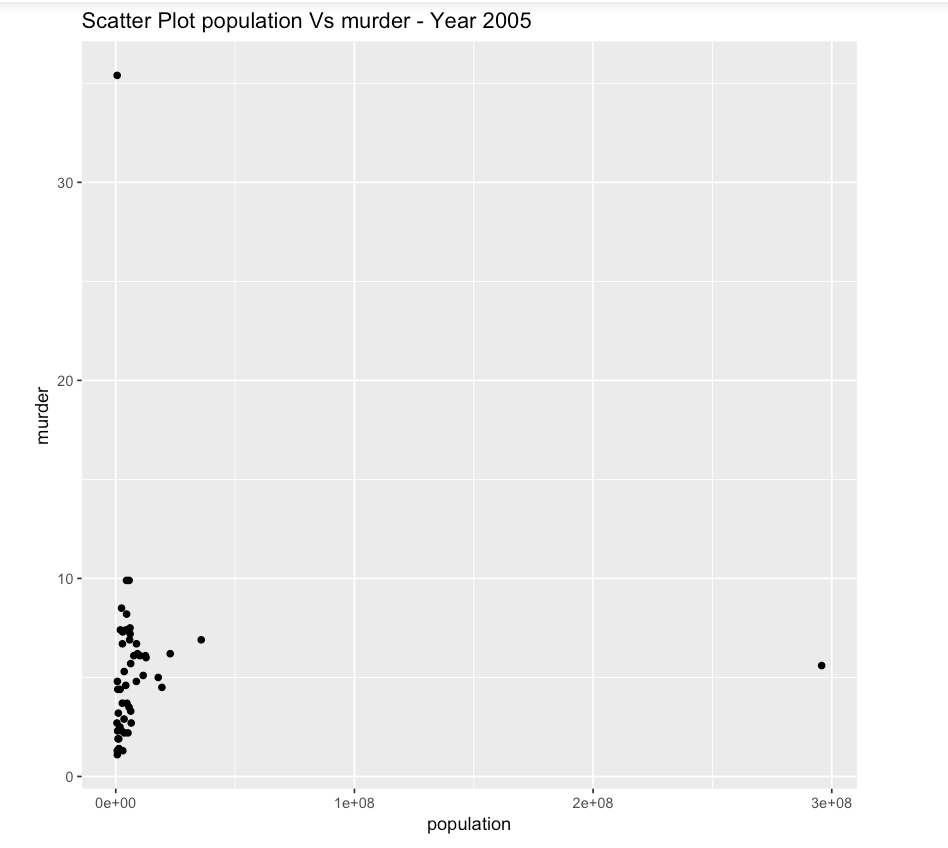 Scatter Plot population Vs murder - Year 2005
30
20
10
0
murder
0e+00 1e+08 2e+08 3e+08
population